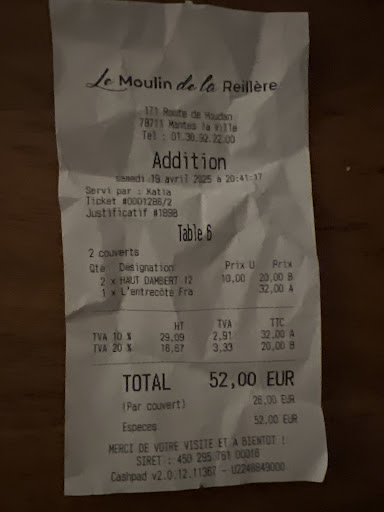 Le Moulin de la Reillère
171 Route de Houdan
78711 Mantes la Ville
Tel : 01.30.92.22.00
Addition
samedi 19 avril 2025 à 20:41:17
Servi par : Katia
Ticket #0001286/2
Justificatif #1898
Table 6
2 couverts
Qté Désignation Prix U Prix
2 x HAUT DAMBERT 12 10,00 20,00 B
1 x L'entrecôte Fra 32,00 A
HT TVA TTC
TVA 10 % 29,09 2,91 32,00 A
TVA 20 % 16,67 3,33 20,00 B
TOTAL 52,00 EUR
(Par couvert) 26,00 EUR
Especes 52,00 EUR
MERCI DE VOTRE VISITE ET A BIENTOT !
SIRET : 450 295 761 00016
Cashpad v2.0.12.11367 - U2248649000